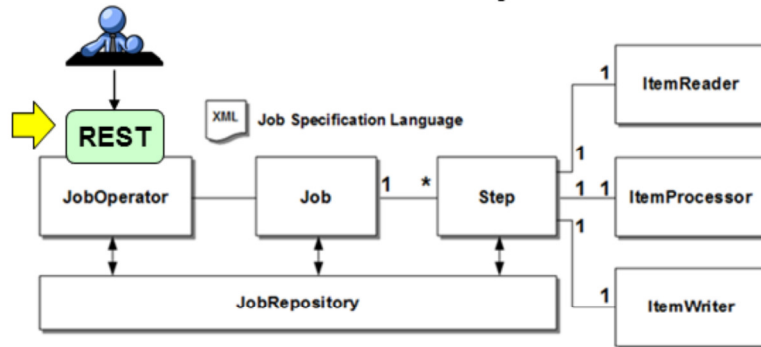 REST
XML
Job Specification Language
JobOperator
Job
1
*
Step
1
1
1
1
1
1
ItemReader
ItemProcessor
ItemWriter
JobRepository